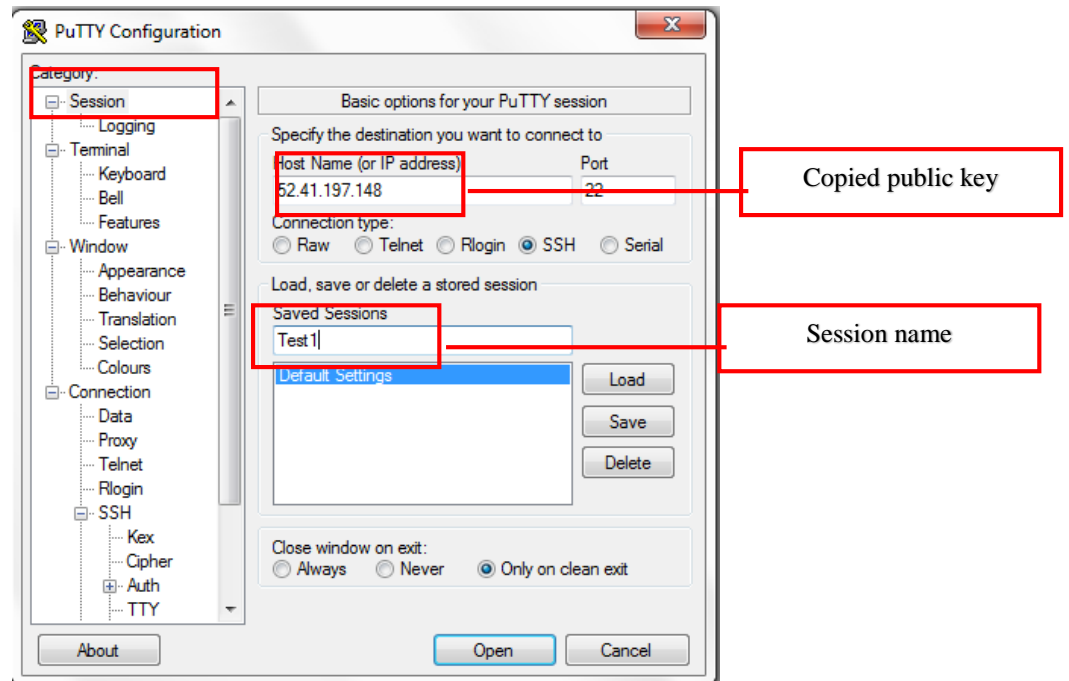 PuTTY Configuration
Category:
Session
Logging
Terminal
Keyboard
Bell
Features
Window
Appearance
Behaviour
Translation
Selection
Colours
Connection
Data
Proxy
Telnet
Rlogin
SSH
Kex
Cipher
Auth
TTY
Basic options for your PuTTY session
Specify the destination you want to connect to
Host Name (or IP address) Port
52.41.197.148 22
Connection type:
Raw Telnet Rlogin SSH Serial
Load, save or delete a stored session
Saved Sessions
Test1
Default Settings
Load
Save
Delete
Close window on exit:
Always Never Only on clean exit
About Open Cancel
Copied public key
Session name